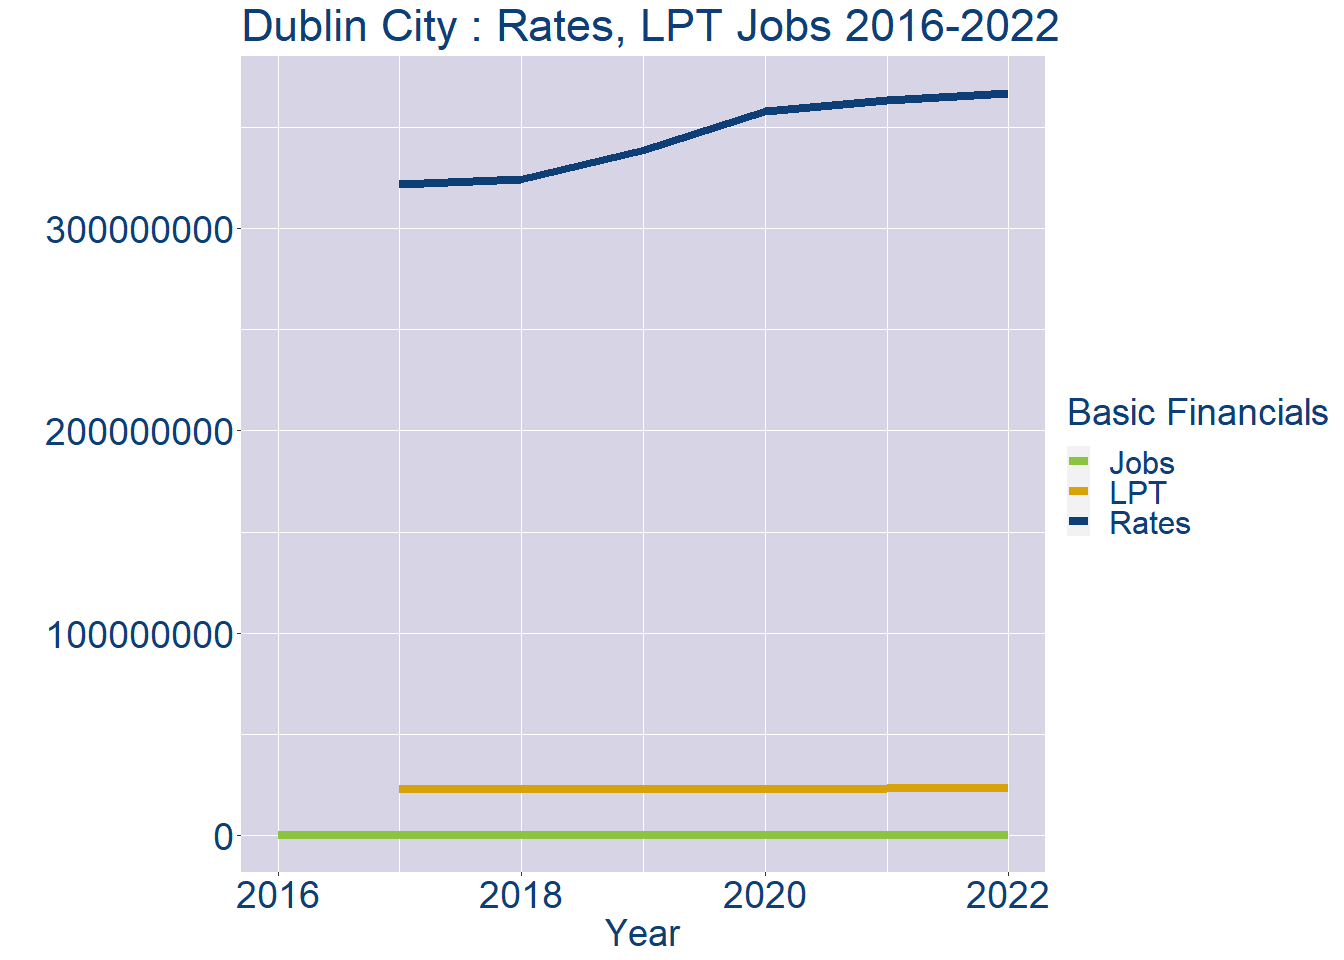 Dublin City : Rates, LPT Jobs 2016-2022
300000000
200000000
100000000
0
2016 2018 2020 2022
Year
Basic Financials
Jobs
LPT
Rates